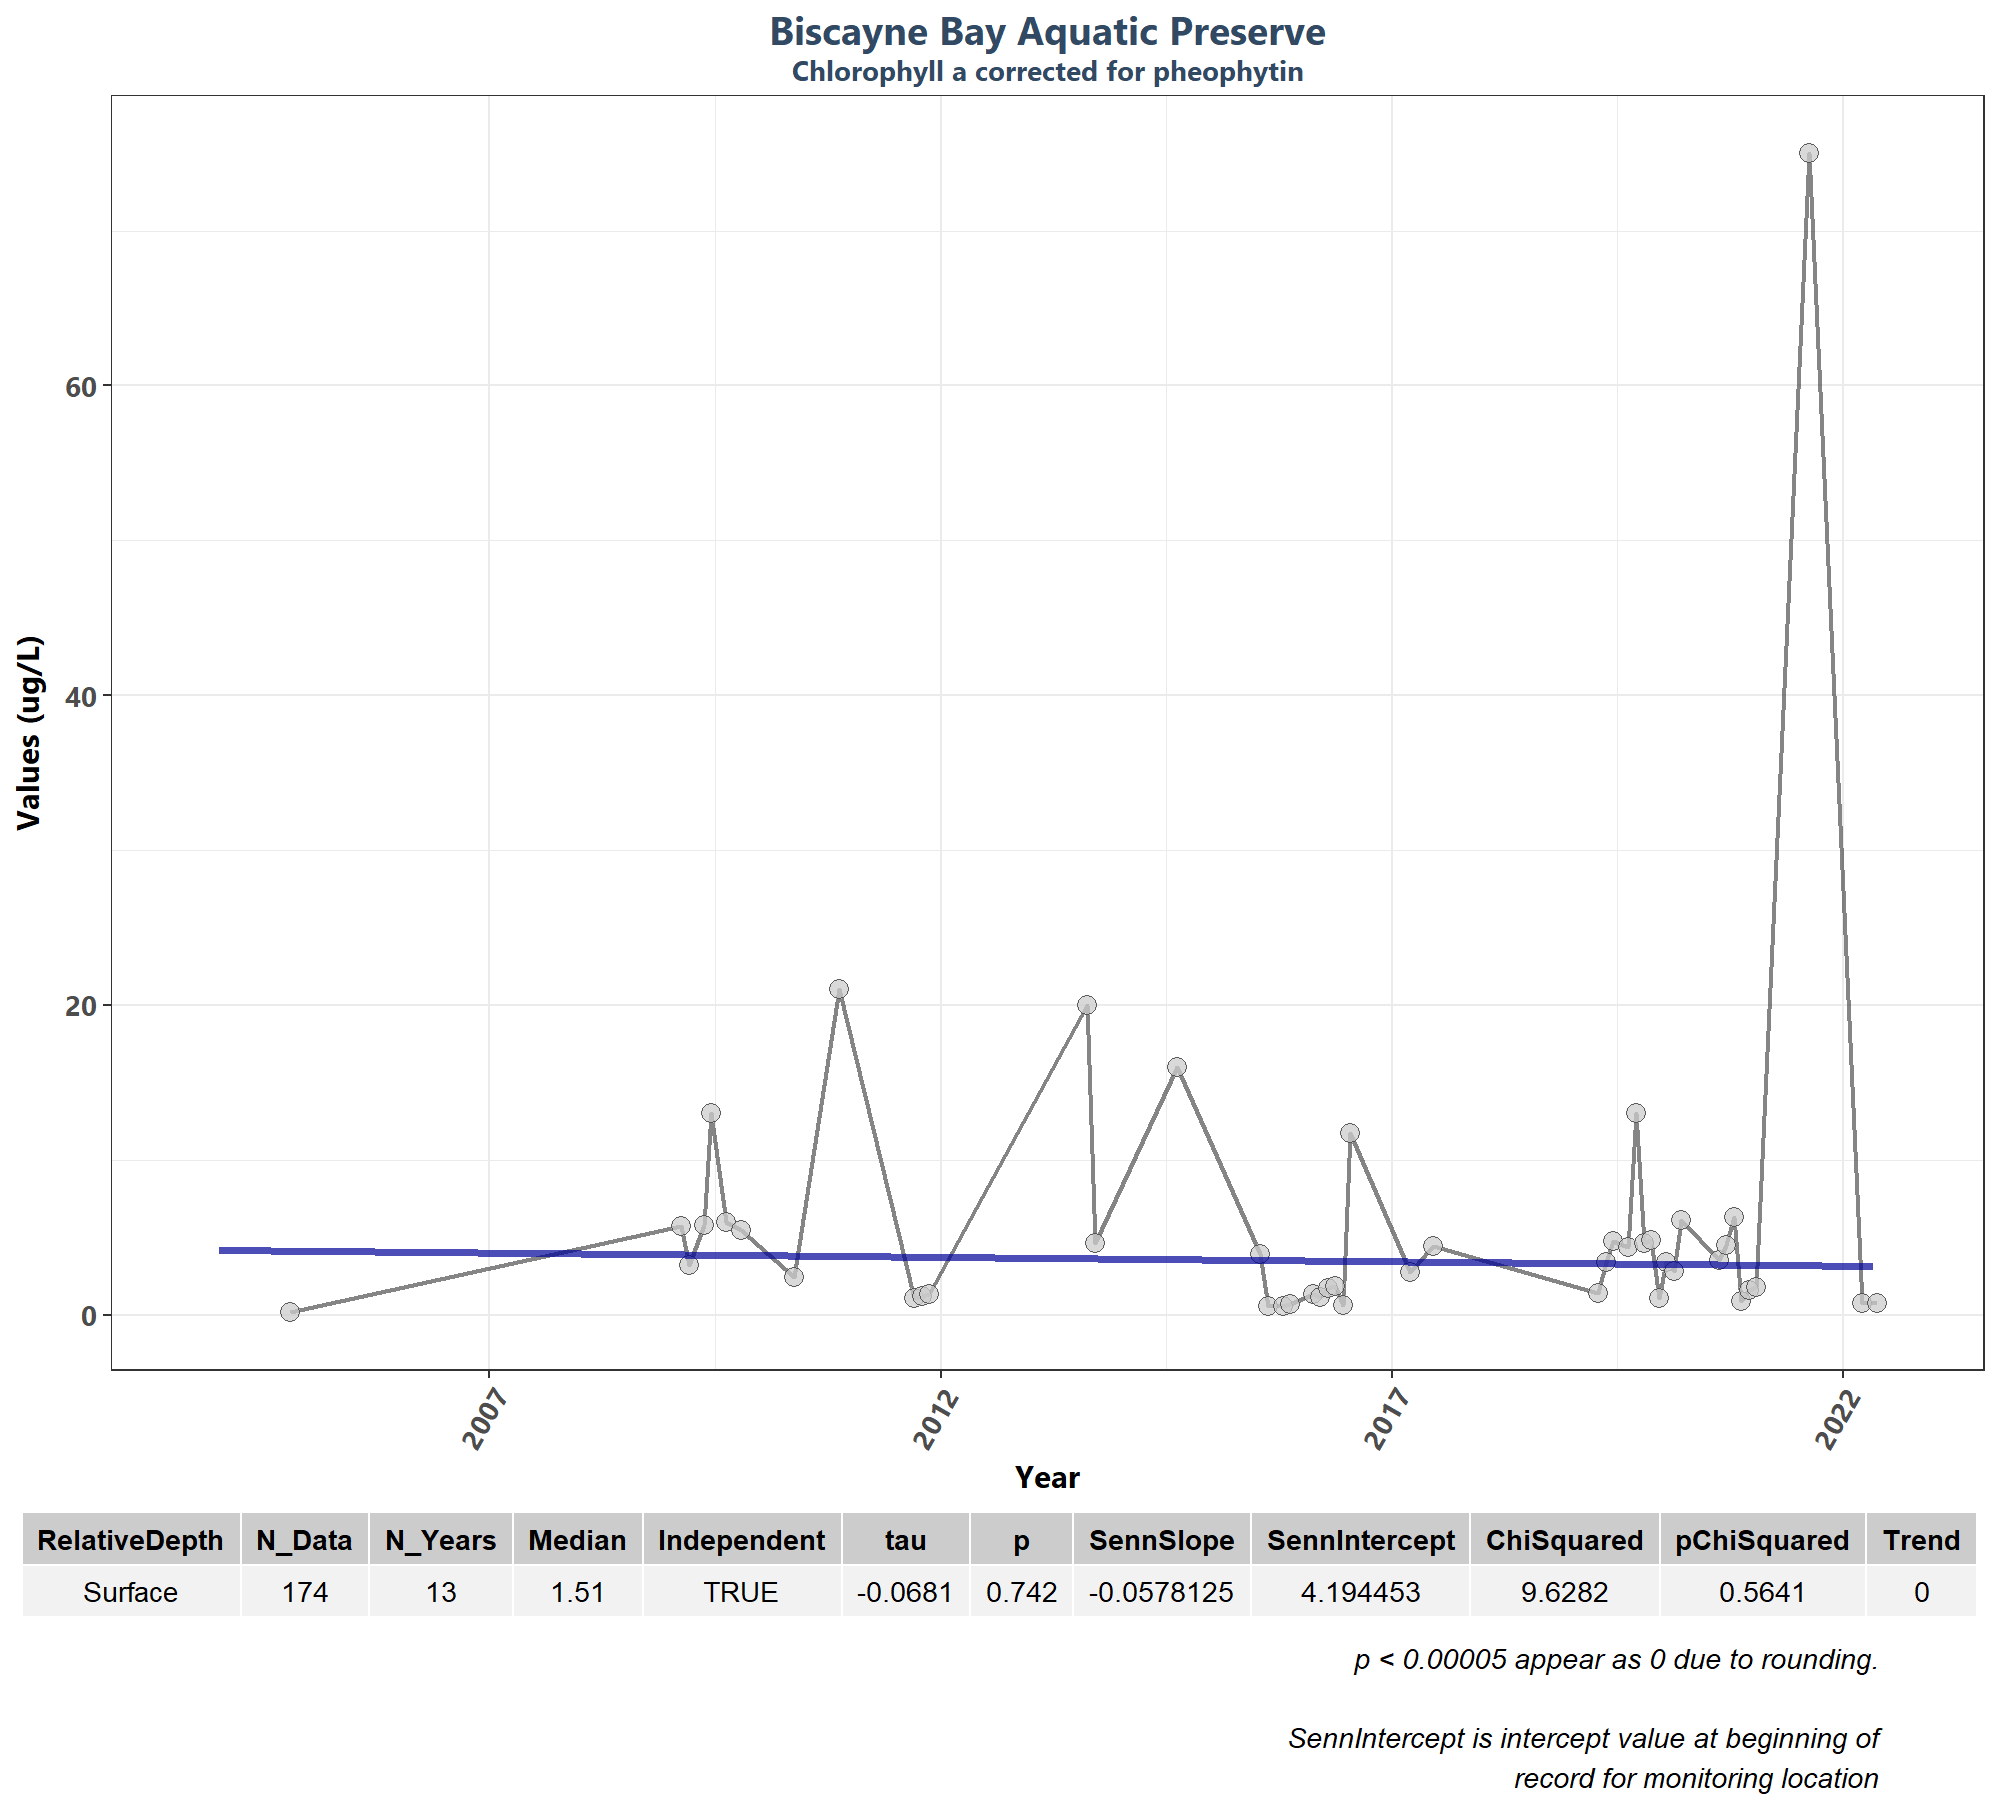 Biscayne Bay Aquatic Preserve
Chlorophyll a corrected for pheophytin
Values (ug/L)
60
40
20
0
2007
2012
2017
2022
Year
RelativeDepth N_Data N_Years Median Independent tau p SennSlope SennIntercept ChiSquared pChiSquared Trend
Surface 174 13 1.51 TRUE -0.0681 0.742 -0.0578125 4.194453 9.6282 0.5641 0
p < 0.00005 appear as 0 due to rounding.
SennIntercept is intercept value at beginning of
record for monitoring location